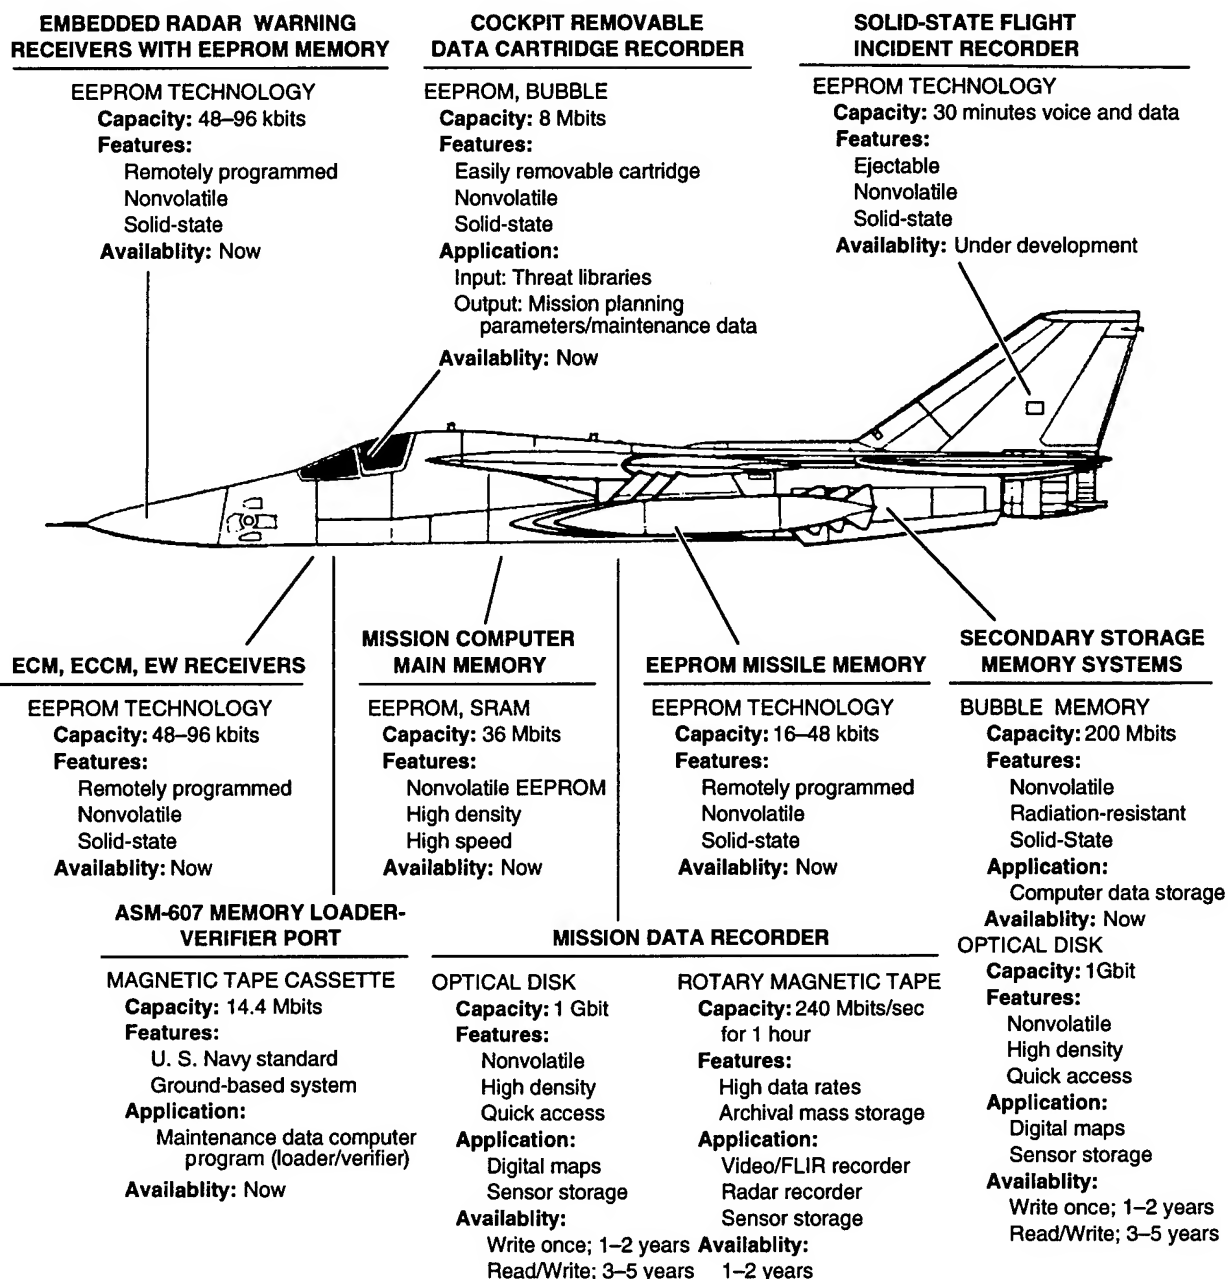 EMBEDDED RADAR WARNING
RECEIVERS WITH EEPROM MEMORY
EEPROM TECHNOLOGY
Capacity: 48–96 kbits
Features:
Remotely programmed
Nonvolatile
Solid-state
Availablity: Now
COCKPIT REMOVABLE
DATA CARTRIDGE RECORDER
EEPROM, BUBBLE
Capacity: 8 Mbits
Features:
Easily removable cartridge
Nonvolatile
Solid-state
Application:
Input: Threat libraries
Output: Mission planning
parameters/maintenance data
Availablity: Now
SOLID-STATE FLIGHT
INCIDENT RECORDER
EEPROM TECHNOLOGY
Capacity: 30 minutes voice and data
Features:
Ejectable
Nonvolatile
Solid-state
Availablity: Under development
ECM, ECCM, EW RECEIVERS
EEPROM TECHNOLOGY
Capacity: 48–96 kbits
Features:
Remotely programmed
Nonvolatile
Solid-state
Availablity: Now
MISSION COMPUTER
MAIN MEMORY
EEPROM, SRAM
Capacity: 36 Mbits
Features:
Nonvolatile EEPROM
High density
High speed
Availablity: Now
EEPROM MISSILE MEMORY
EEPROM TECHNOLOGY
Capacity: 16–48 kbits
Features:
Remotely programmed
Nonvolatile
Solid-state
Availablity: Now
SECONDARY STORAGE
MEMORY SYSTEMS
BUBBLE MEMORY
Capacity: 200 Mbits
Features:
Nonvolatile
Radiation-resistant
Solid-State
Application:
Computer data storage
Availablity: Now
OPTICAL DISK
Capacity: 1Gbit
Features:
Nonvolatile
High density
Quick access
Application:
Digital maps
Sensor storage
Availablity:
Write once; 1–2 years
Read/Write; 3–5 years
ASM-607 MEMORY LOADER-
VERIFIER PORT
MAGNETIC TAPE CASSETTE
Capacity: 14.4 Mbits
Features:
U. S. Navy standard
Ground-based system
Application:
Maintenance data computer
program (loader/verifier)
Availablity: Now
MISSION DATA RECORDER
OPTICAL DISK
Capacity: 1 Gbit
Features:
Nonvolatile
High density
Quick access
Application:
Digital maps
Sensor storage
Availablity:
Write once; 1–2 years
Read/Write; 3–5 years
ROTARY MAGNETIC TAPE
Capacity: 240 Mbits/sec
for 1 hour
Features:
High data rates
Archival mass storage
Application:
Video/FLIR recorder
Radar recorder
Sensor storage
Availablity:
1–2 years